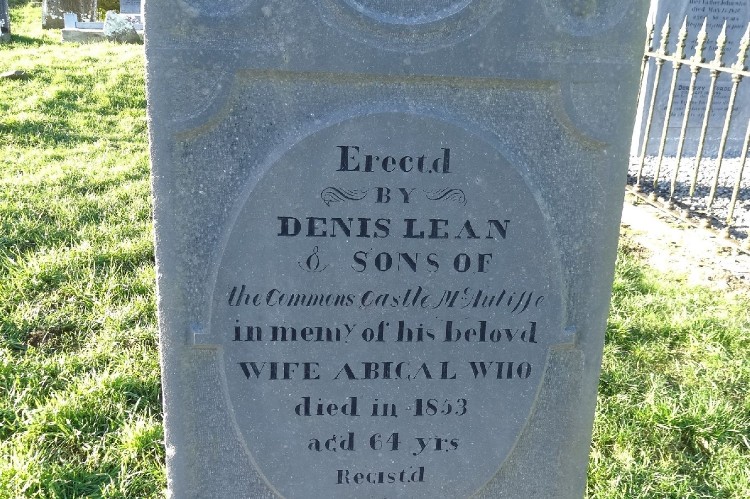 Erectd
BY
DENIS LEAN
& SONS OF
the Commons Castle McAuliffe
in memy of his belovd
WIFE ABIGAL WHO
died in 1853
agd 64 yrs
Regist.d